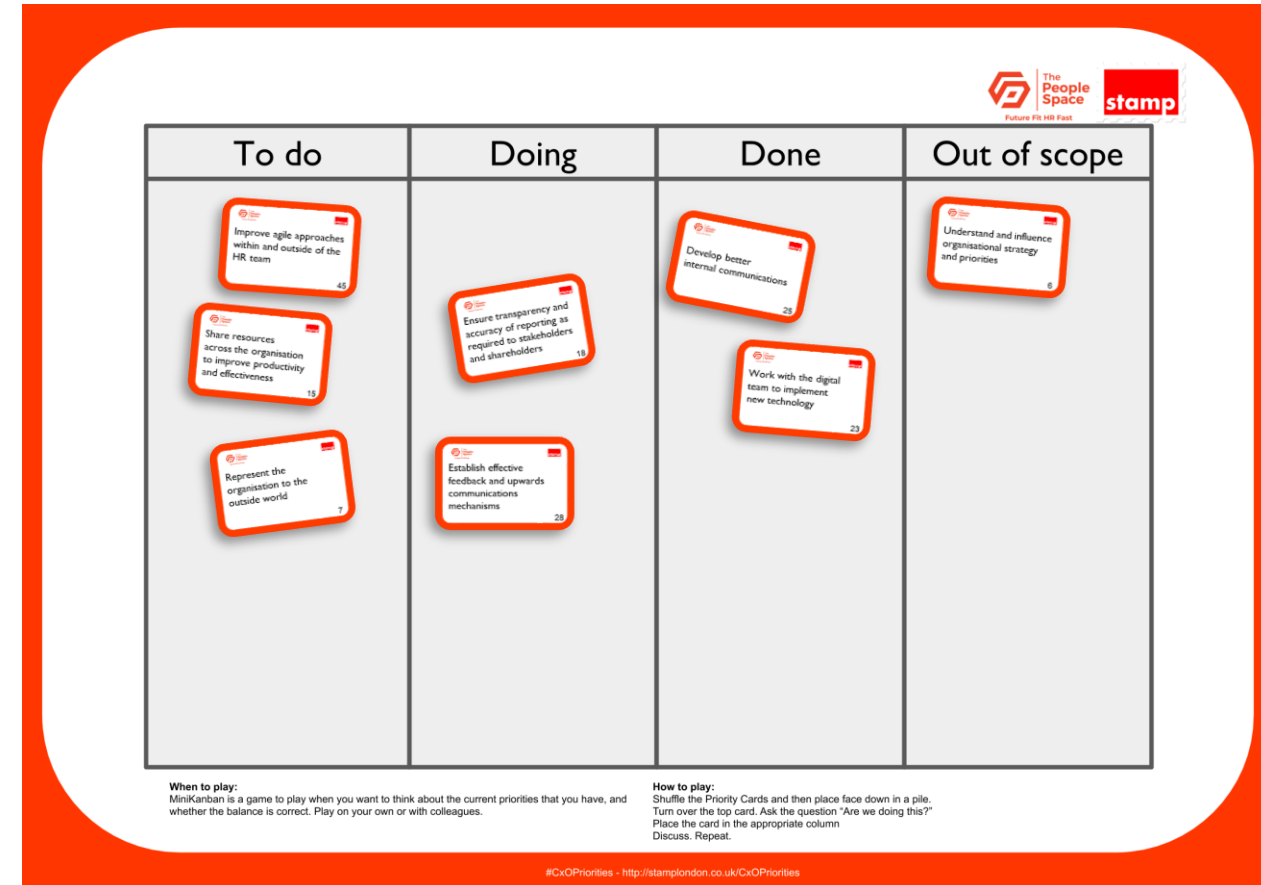 The
People
Space
Future Fit HR Fast
stamp
To do
Doing
Done
Out of scope
Improve agile approaches
within and outside of the
HR team
45
Share resources
across the organisation
to improve productivity
and effectiveness
15
Represent the
organisation to the
outside world
7
Ensure transparency and
accuracy of reporting as
required to stakeholders
and shareholders
18
Establish effective
feedback and upwards
communications
mechanisms
28
Develop better
internal communications
25
Work with the digital
team to implement
new technology
23
Understand and influence
organisational strategy
and priorities
6
When to play:
MiniKanban is a game to play when you want to think about the current priorities that you have, and
whether the balance is correct. Play on your own or with colleagues.
How to play:
Shuffle the Priority Cards and then place face down in a pile.
Turn over the top card. Ask the question “Are we doing this?”
Place the card in the appropriate column
Discuss. Repeat.
#CxOPriorities - http://stamplondon.co.uk/CxOPriorities